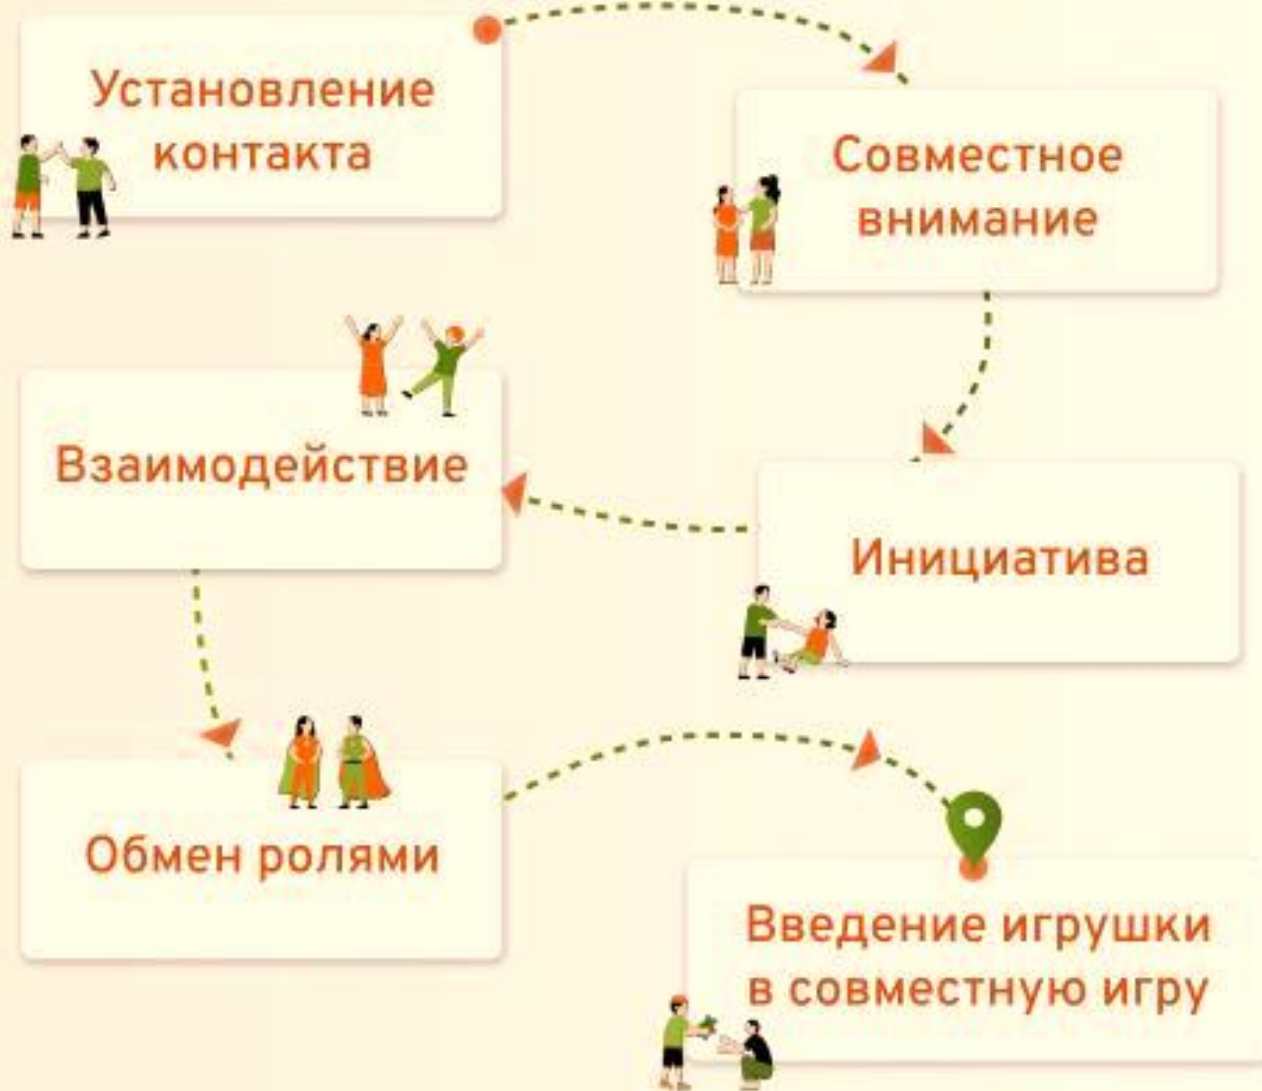 Установление
контакта
Совместное
внимание
Инициатива
Взаимодействие
Обмен ролями
Введение игрушки
в совместную игру